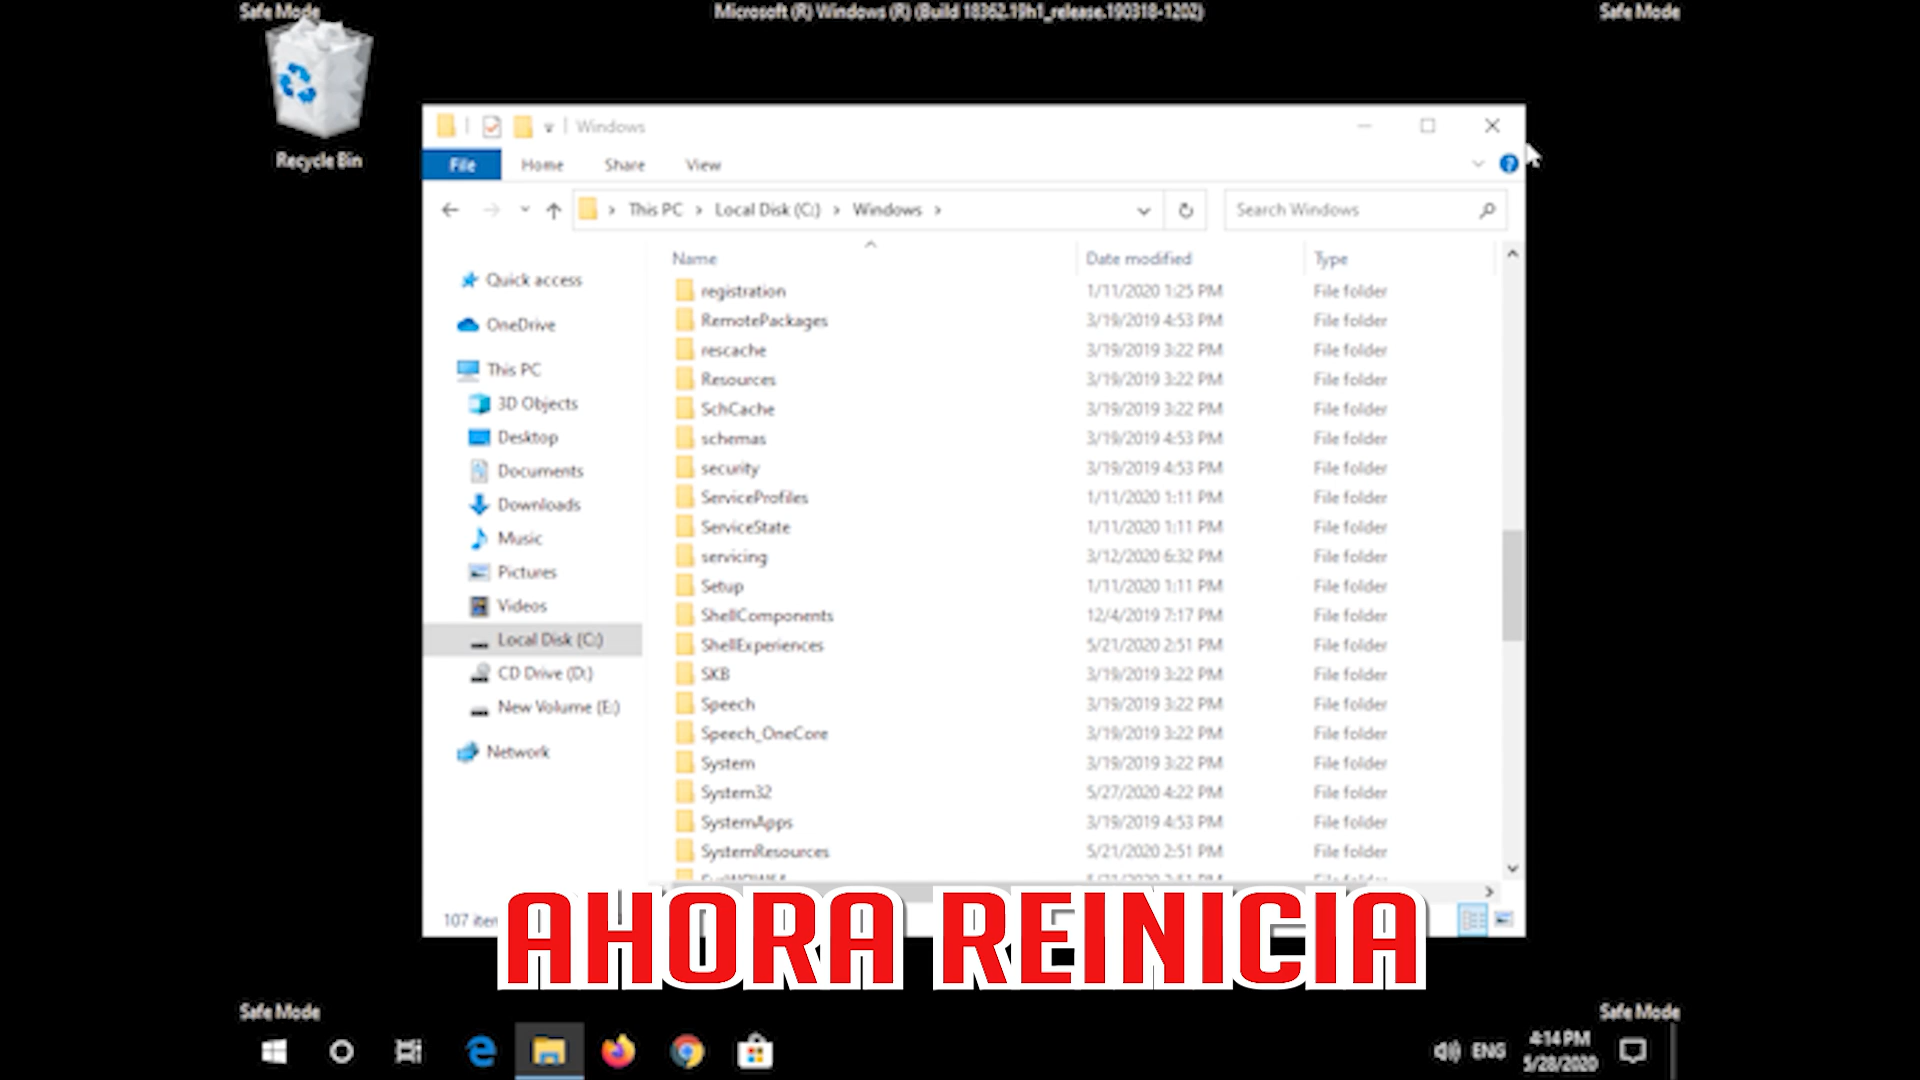 Safe Mode
Microsoft (R) Windows (R) (Build 18362.19h1_release.190318-1202)
Safe Mode
Recycle Bin
Windows
File Home Share View
This PC > Local Disk (C:) > Windows >
Search Windows
Name Date modified Type
Quick access
OneDrive
This PC
3D Objects
Desktop
Documents
Downloads
Music
Pictures
Videos
Local Disk (C:)
CD Drive (D:)
New Volume (E:)
Network
registration 1/11/2020 1:25 PM File folder
RemotePackages 3/19/2019 4:53 PM File folder
rescache 3/19/2019 3:22 PM File folder
Resources 3/19/2019 3:22 PM File folder
SchCache 3/19/2019 3:22 PM File folder
schemas 3/19/2019 4:53 PM File folder
security 3/19/2019 4:53 PM File folder
ServiceProfiles 1/11/2020 1:11 PM File folder
ServiceState 1/11/2020 1:11 PM File folder
servicing 3/12/2020 6:32 PM File folder
Setup 1/11/2020 1:11 PM File folder
ShellComponents 12/4/2019 7:17 PM File folder
ShellExperiences 5/21/2020 2:51 PM File folder
SKB 3/19/2019 3:22 PM File folder
Speech 3/19/2019 3:22 PM File folder
Speech_OneCore 3/19/2019 3:22 PM File folder
System 3/19/2019 3:22 PM File folder
System32 5/27/2020 4:22 PM File folder
SystemApps 3/19/2019 4:53 PM File folder
SystemResources 5/21/2020 2:51 PM File folder
107
AHORA REINICIA
Safe Mode
Safe Mode
ENG
4:14 PM
5/28/2020